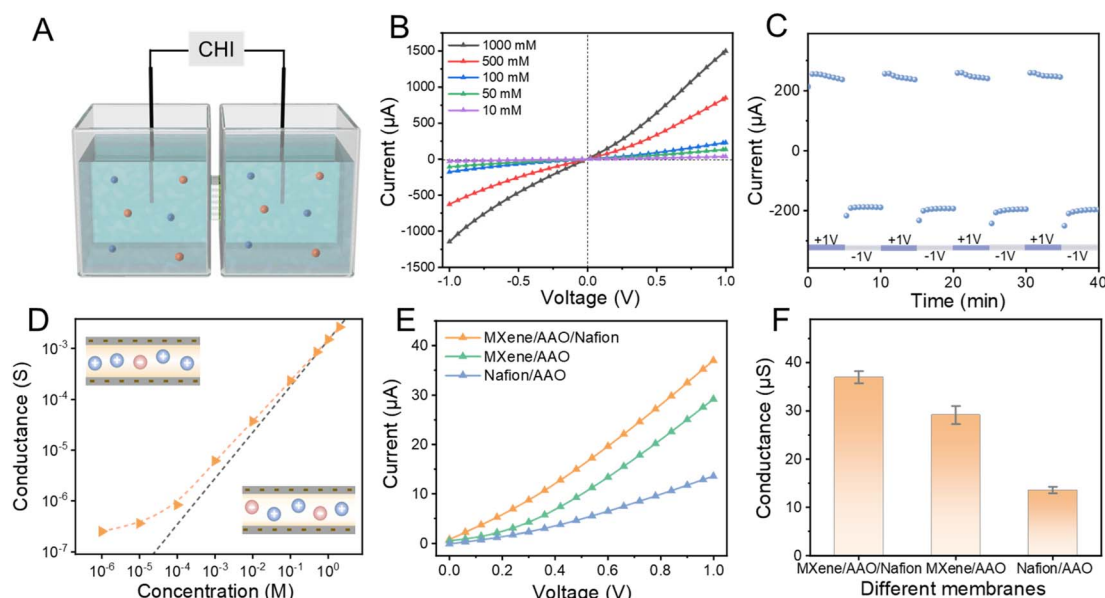 A
CHI
B
1000 mM
500 mM
100 mM
50 mM
10 mM
Current (μA)
1500
1000
500
0
-500
-1000
-1500
-1.0 -0.5 0.0 0.5 1.0
Voltage (V)
C
Current (μA)
200
0
-200
+1V -1V +1V -1V +1V -1V +1V -1V
0 10 20 30 40
Time (min)
D
Conductance (S)
10⁻³
10⁻⁴
10⁻⁵
10⁻⁶
10⁻⁷
10⁻⁶ 10⁻⁵ 10⁻⁴ 10⁻³ 10⁻² 10⁻¹ 10⁰
Concentration (M)
E
MXene/AAO/Nafion
MXene/AAO
Nafion/AAO
Current (μA)
40
30
20
10
0
0.0 0.2 0.4 0.6 0.8 1.0
Voltage (V)
F
Conductance (μS)
40
30
20
10
0
MXene/AAO/Nafion MXene/AAO Nafion/AAO
Different membranes